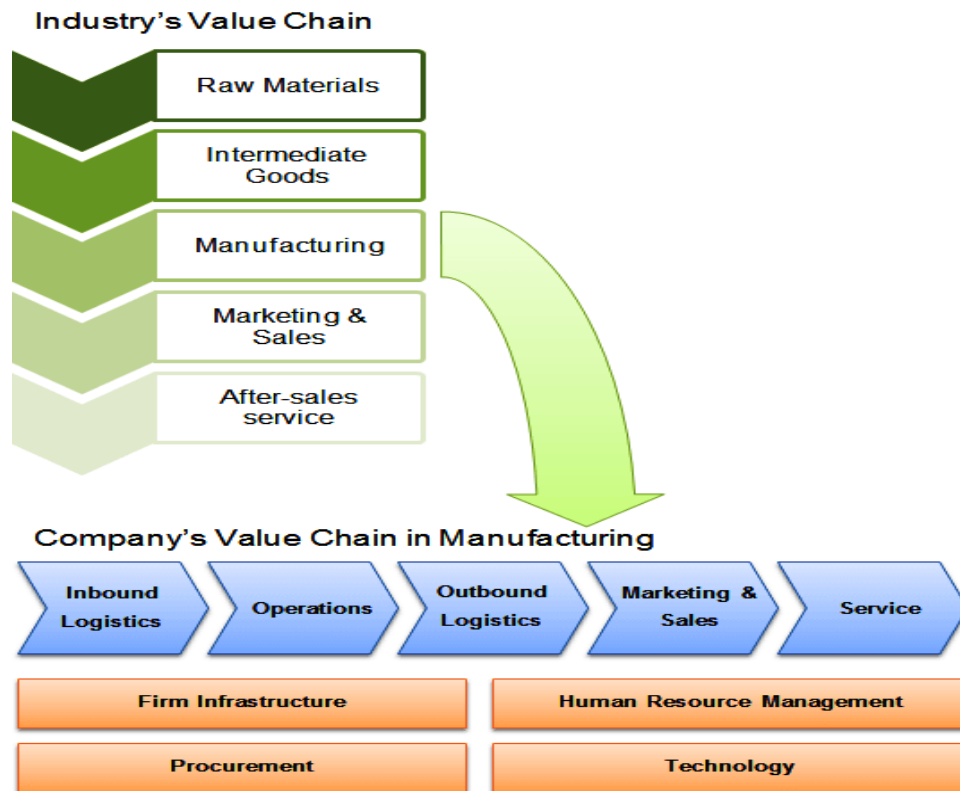 Industry's Value Chain
Raw Materials
Intermediate
Goods
Manufacturing
Marketing &
Sales
After-sales
service
Company's Value Chain in Manufacturing
Inbound
Logistics
Operations
Outbound
Logistics
Marketing &
Sales
Service
Firm Infrastructure
Human Resource Management
Procurement
Technology